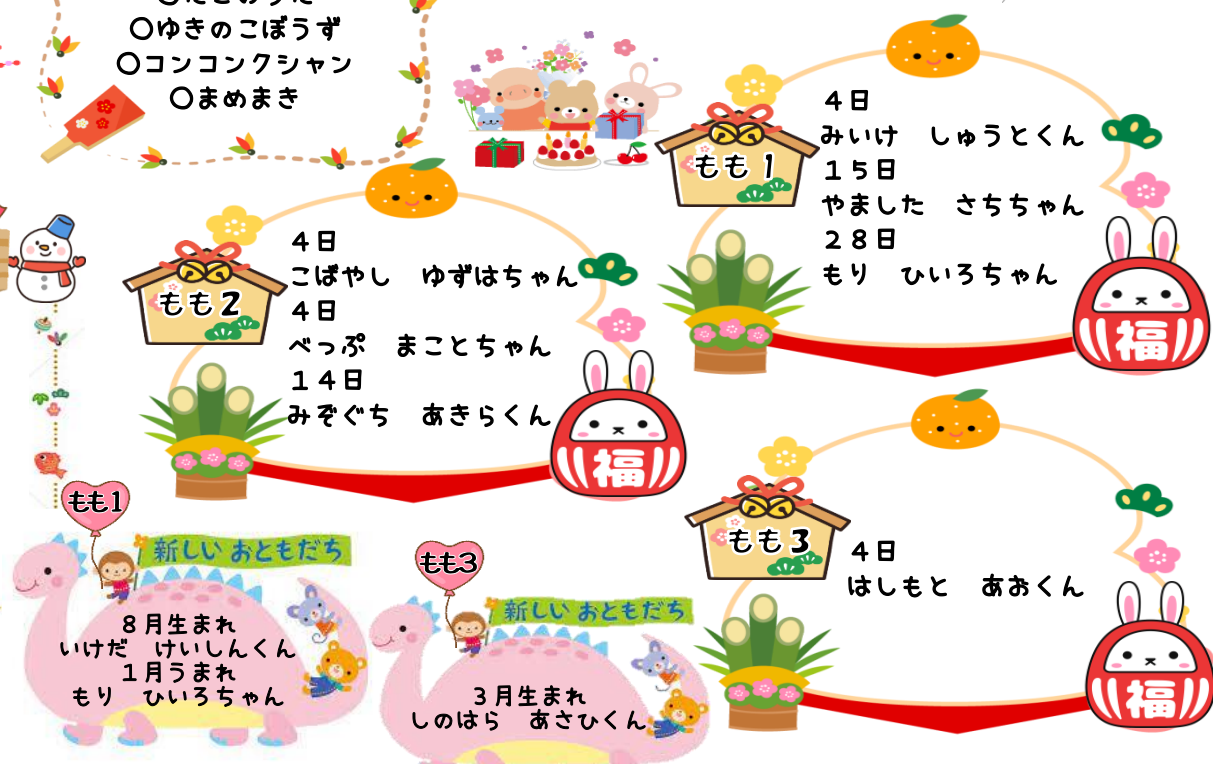 〇ゆきのこぼうず
〇コンコンクシャン
〇まめまき
もも1
4日
みいけ　しゅうとくん
15日
やました　さちちゃん
28日
もり　ひいろちゃん
福
もも2
4日
こばやし　ゆずはちゃん
4日
べっぷ　まことちゃん
14日
みぞぐち　あきらくん
福
もも3
4日
はしもと　あおくん
福
もも1
新しいおともだち
8月生まれ
いけだ　けいしんくん
1月うまれ
もり　ひいろちゃん
もも3
新しいおともだち
3月生まれ
しのはら　あさひくん